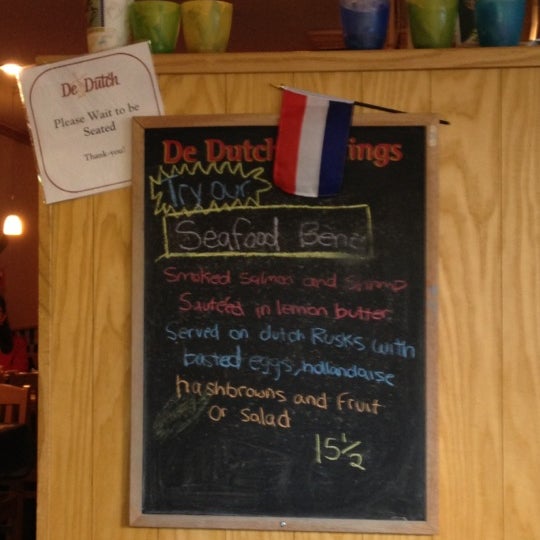 De Dutch
Please Wait to be
Seated
Thank-you!
De Dutch ings
Try our
Seafood Bene
Smoked salmon and shrimp
Sautéed in lemon butter
Served on dutch Rusks with
basted eggs, hollandaise
hashbrowns and fruit
or salad
15 1/2